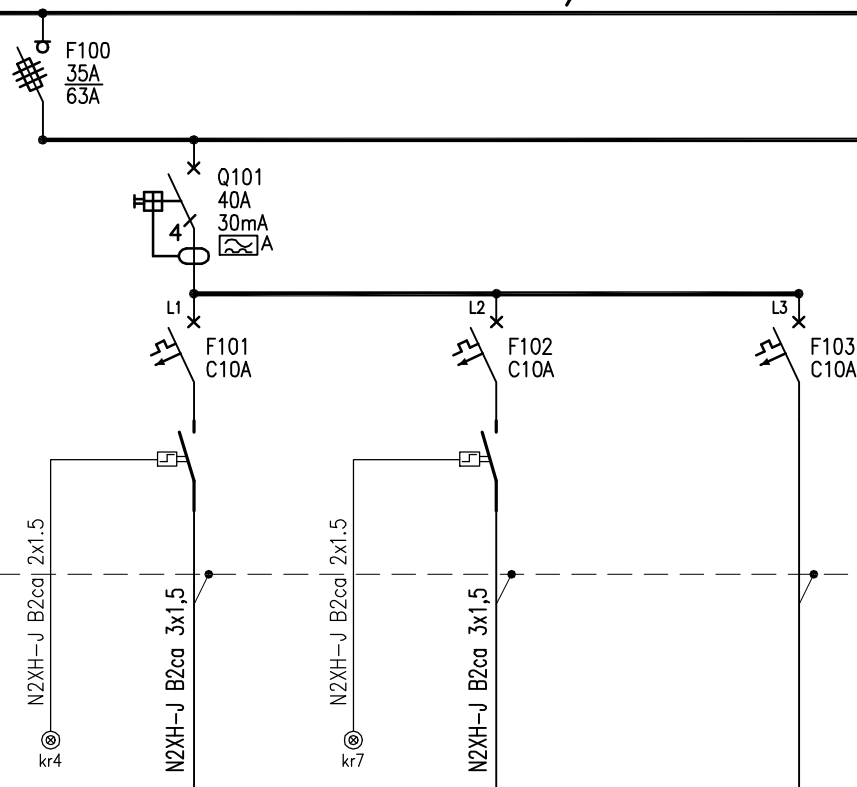 F100
35A
63A
Q101
40A
30mA
A
4
L1
L2
L3
F101
C10A
F102
C10A
F103
C10A
N2XH-J B2ca 2x1.5
N2XH-J B2ca 3x1,5
N2XH-J B2ca 2x1.5
N2XH-J B2ca 3x1,5
kr4
kr7